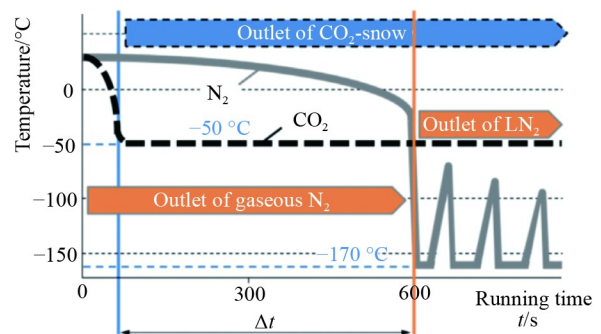 Temperature/°C
0
−50
−100
−150
Outlet of CO₂-snow
N₂
CO₂
−50 °C
Outlet of LN₂
Outlet of gaseous N₂
−170 °C
0
300
600
Running time
t/s
Δt